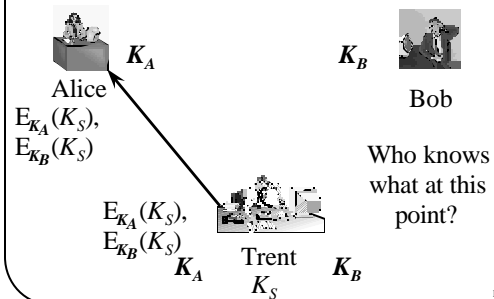 K_A
K_B
Alice
Bob
E_{K_A}(K_S),
E_{K_B}(K_S)
Who knows
what at this
point?
E_{K_A}(K_S),
E_{K_B}(K_S)
Trent
K_A
K_B
K_S